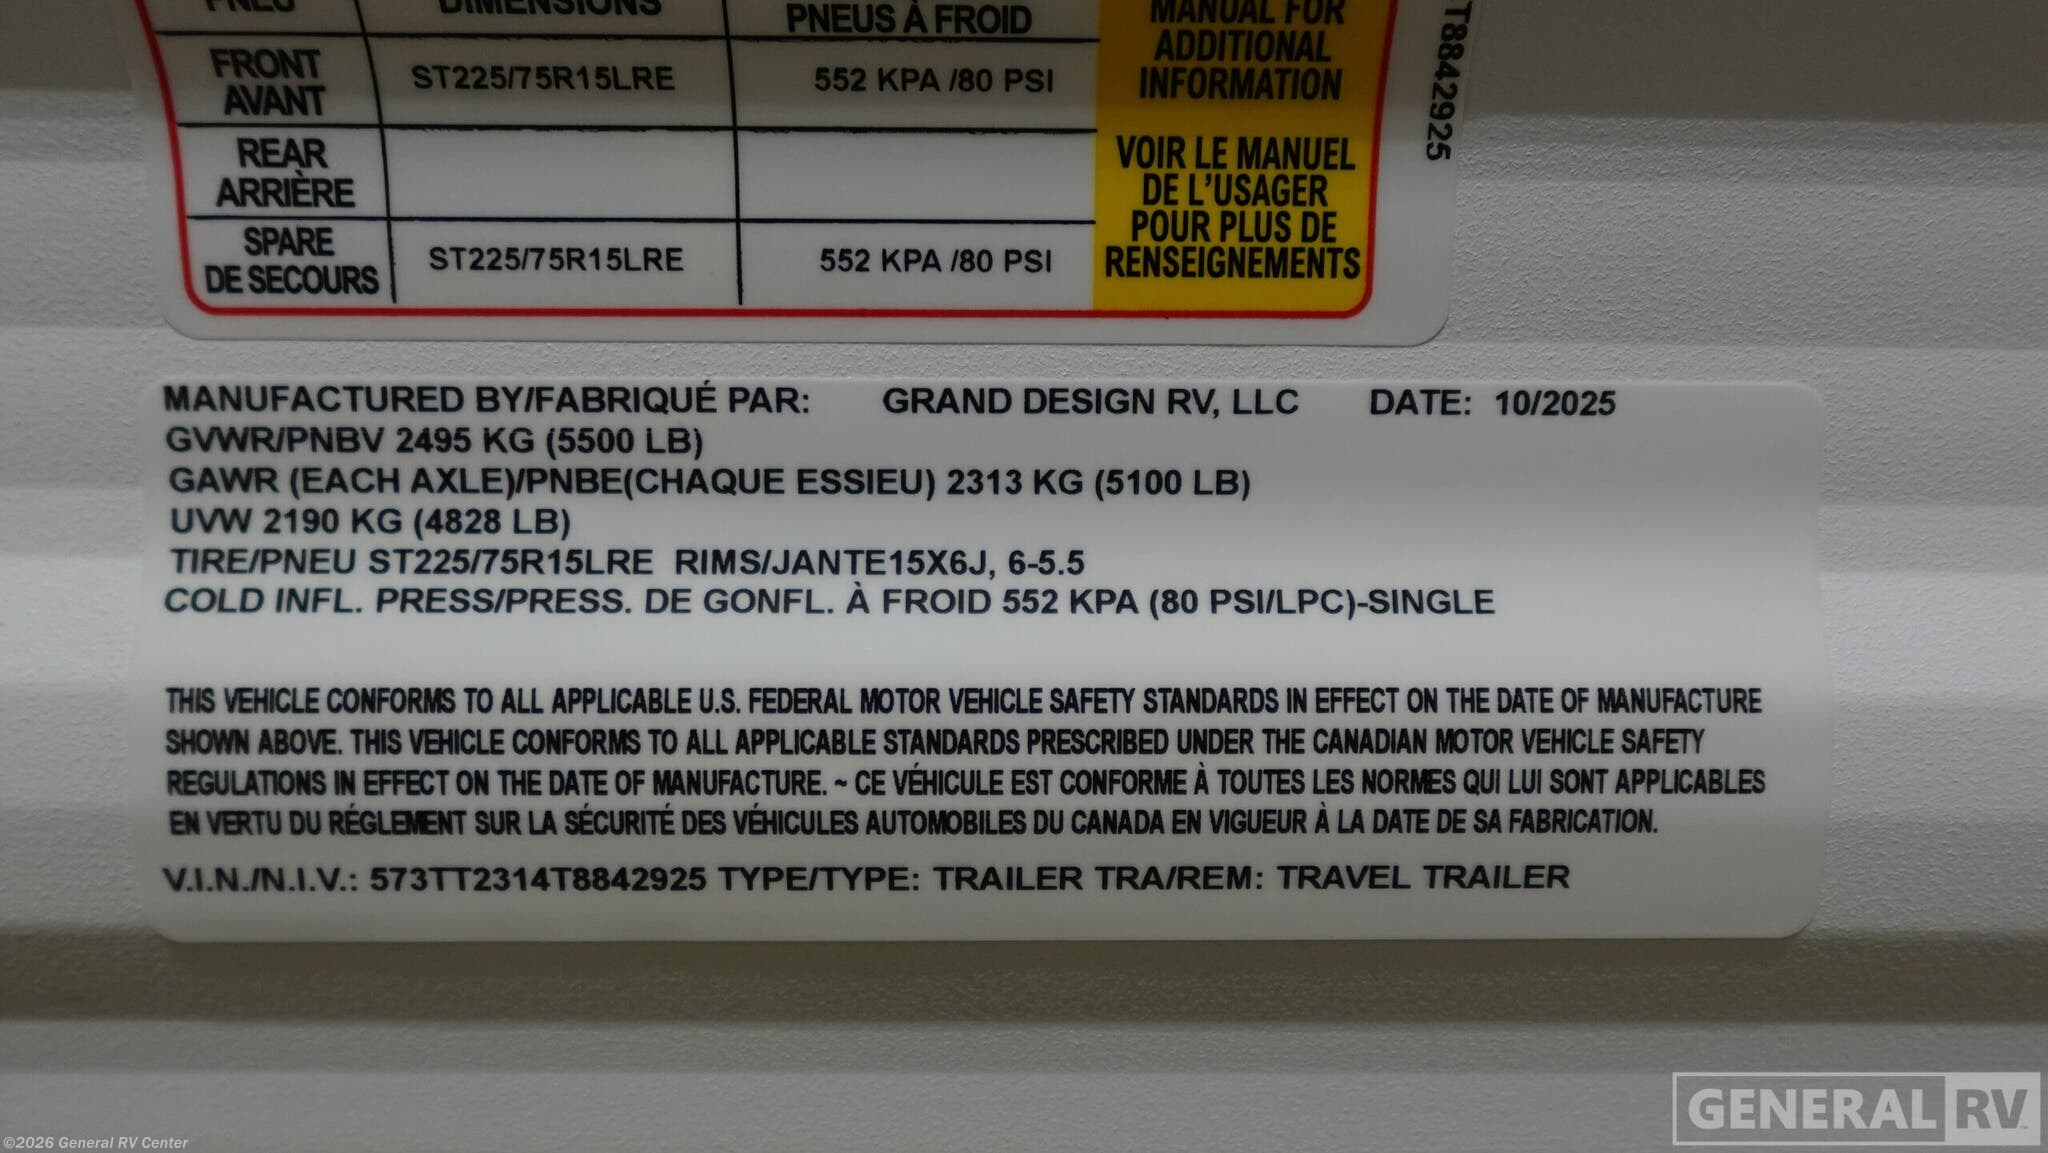 PNEU DIMENSIONS PNEUS À FROID
MANUAL FOR
ADDITIONAL
INFORMATION
FRONT
AVANT
ST225/75R15LRE 552 KPA /80 PSI
REAR
ARRIÈRE
SPARE
DE SECOURS
ST225/75R15LRE 552 KPA /80 PSI
VOIR LE MANUEL
DE L'USAGER
POUR PLUS DE
RENSEIGNEMENTS
T8842925
MANUFACTURED BY/FABRIQUÉ PAR: GRAND DESIGN RV, LLC DATE: 10/2025
GVWR/PNBV 2495 KG (5500 LB)
GAWR (EACH AXLE)/PNBE(CHAQUE ESSIEU) 2313 KG (5100 LB)
UVW 2190 KG (4828 LB)
TIRE/PNEU ST225/75R15LRE RIMS/JANTE15X6J, 6-5.5
COLD INFL. PRESS/PRESS. DE GONFL. À FROID 552 KPA (80 PSI/LPC)-SINGLE
THIS VEHICLE CONFORMS TO ALL APPLICABLE U.S. FEDERAL MOTOR VEHICLE SAFETY STANDARDS IN EFFECT ON THE DATE OF MANUFACTURE
SHOWN ABOVE. THIS VEHICLE CONFORMS TO ALL APPLICABLE STANDARDS PRESCRIBED UNDER THE CANADIAN MOTOR VEHICLE SAFETY
REGULATIONS IN EFFECT ON THE DATE OF MANUFACTURE. ~ CE VÉHICULE EST CONFORME À TOUTES LES NORMES QUI LUI SONT APPLICABLES
EN VERTU DU RÉGLEMENT SUR LA SÉCURITÉ DES VÉHICULES AUTOMOBILES DU CANADA EN VIGUEUR À LA DATE DE SA FABRICATION.
V.I.N./N.I.V.: 573TT2314T8842925 TYPE/TYPE: TRAILER TRA/REM: TRAVEL TRAILER
GENERAL RV
©2026 General RV Center